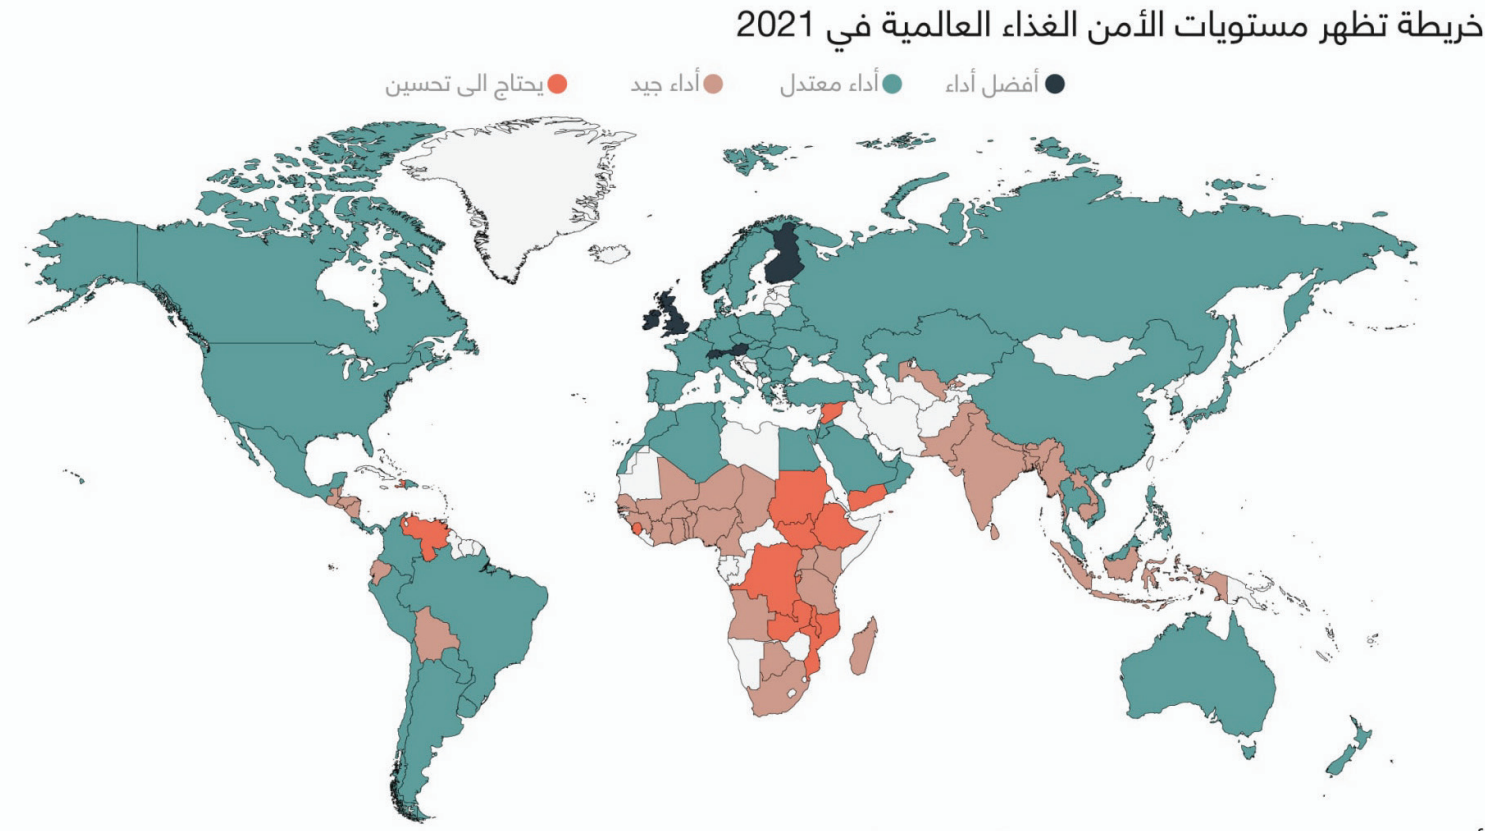 خريطة تظهر مستويات الأمن الغذاء العالمية في 2021
أفضل أداء أداء معتدل أداء جيد يحتاج الى تحسين